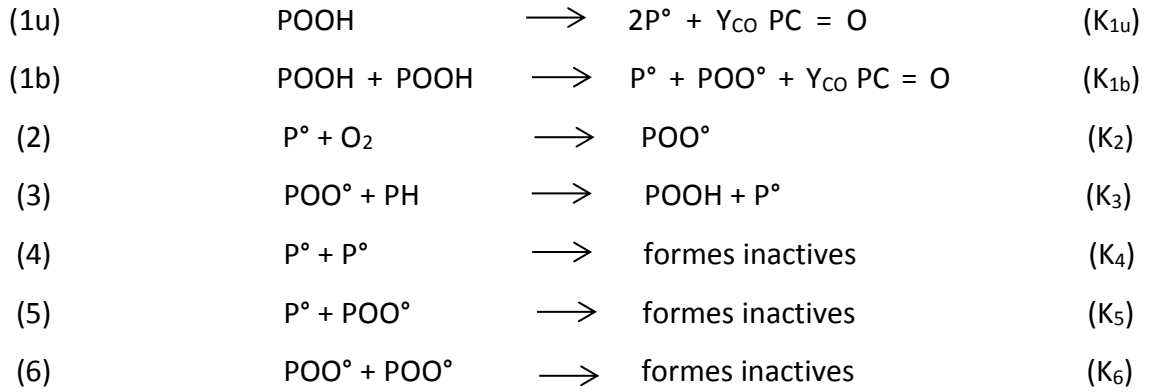 (1u) POOH ⟶ 2P° + Y_CO PC = O (K_1u)
(1b) POOH + POOH ⟶ P° + POO° + Y_CO PC = O (K_1b)
(2) P° + O₂ ⟶ POO° (K₂)
(3) POO° + PH ⟶ POOH + P° (K₃)
(4) P° + P° ⟶ formes inactives (K₄)
(5) P° + POO° ⟶ formes inactives (K₅)
(6) POO° + POO° ⟶ formes inactives (K₆)